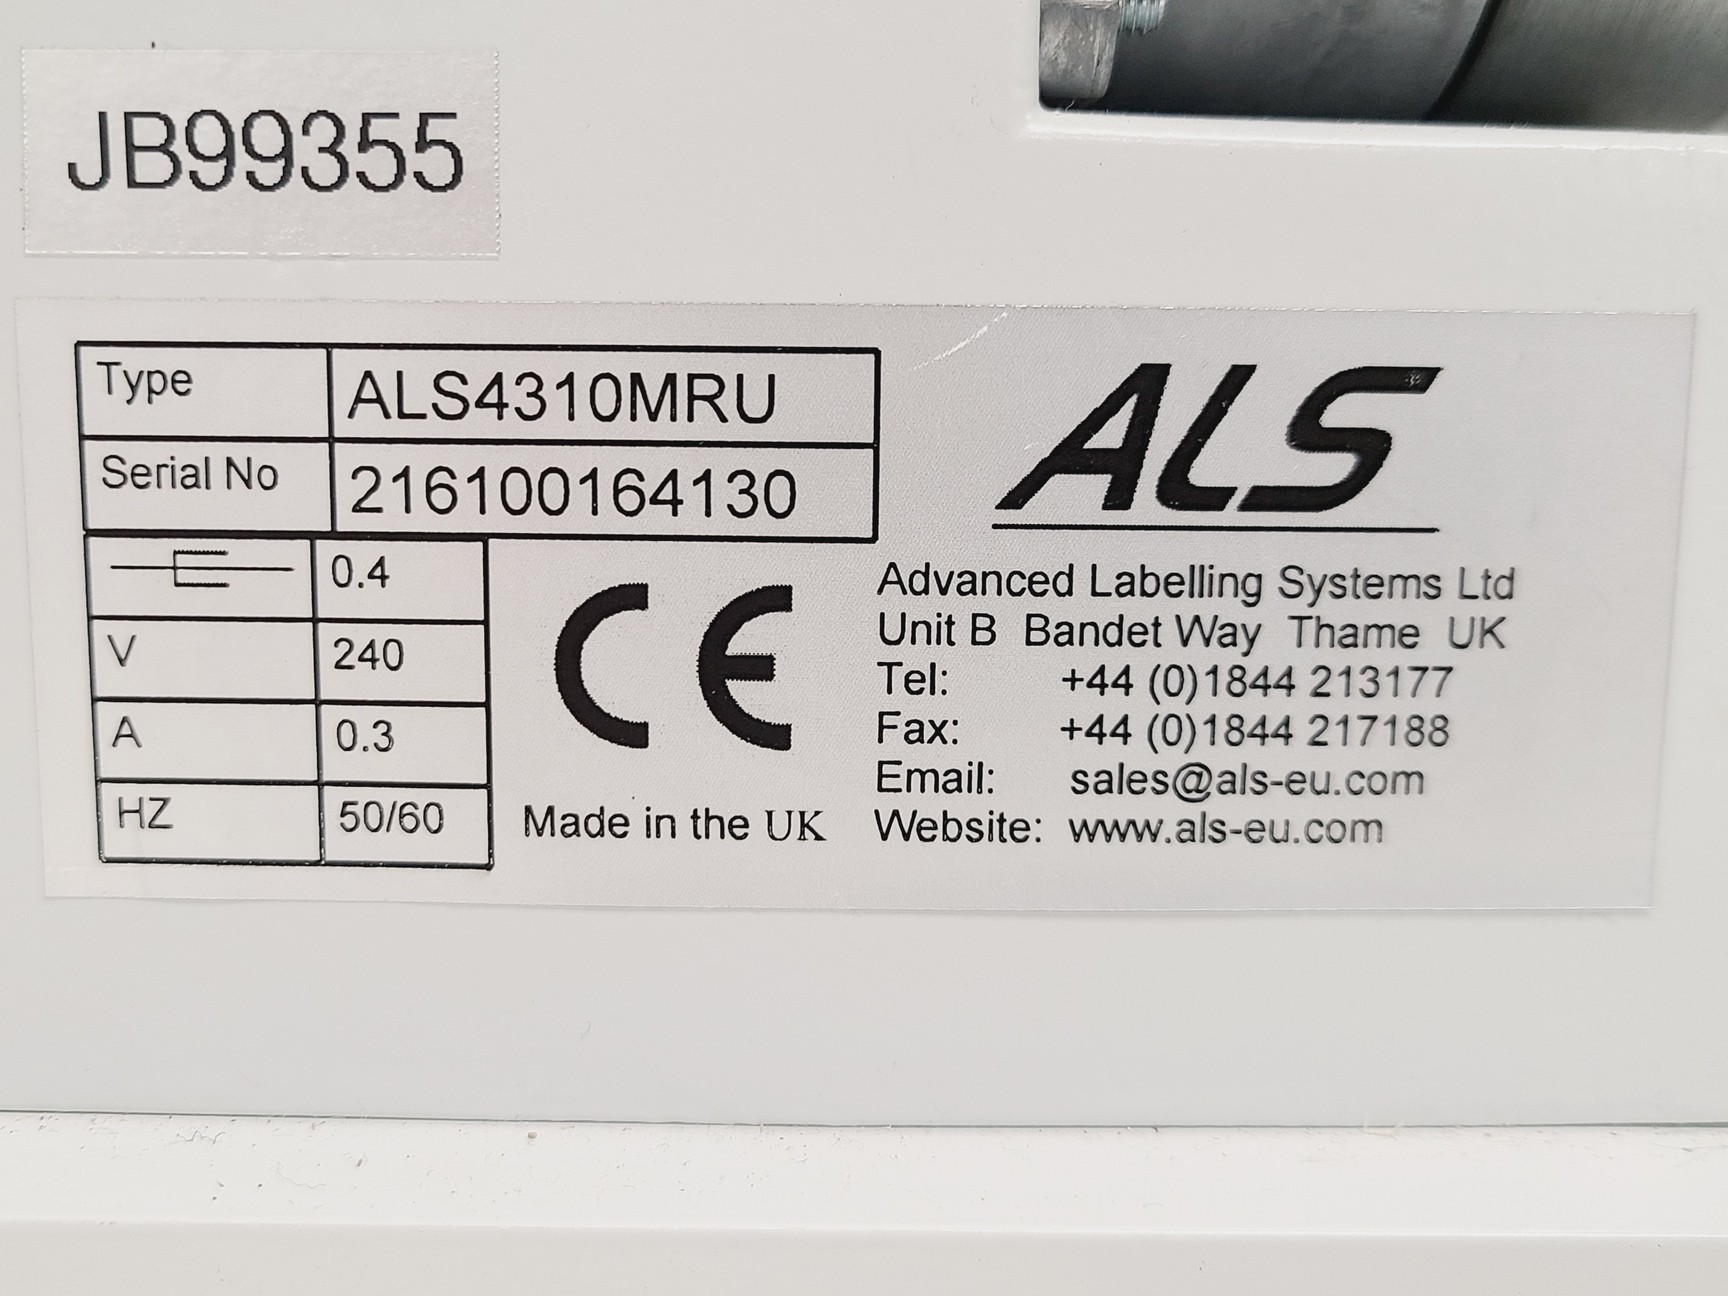 JB99355
Type ALS4310MRU
Serial No 216100164130
0.4
V 240
A 0.3
HZ 50/60
CE
Made in the UK
ALS
Advanced Labelling Systems Ltd
Unit B Bandet Way Thame UK
Tel: +44 (0)1844 213177
Fax: +44 (0)1844 217188
Email: sales@als-eu.com
Website: www.als-eu.com